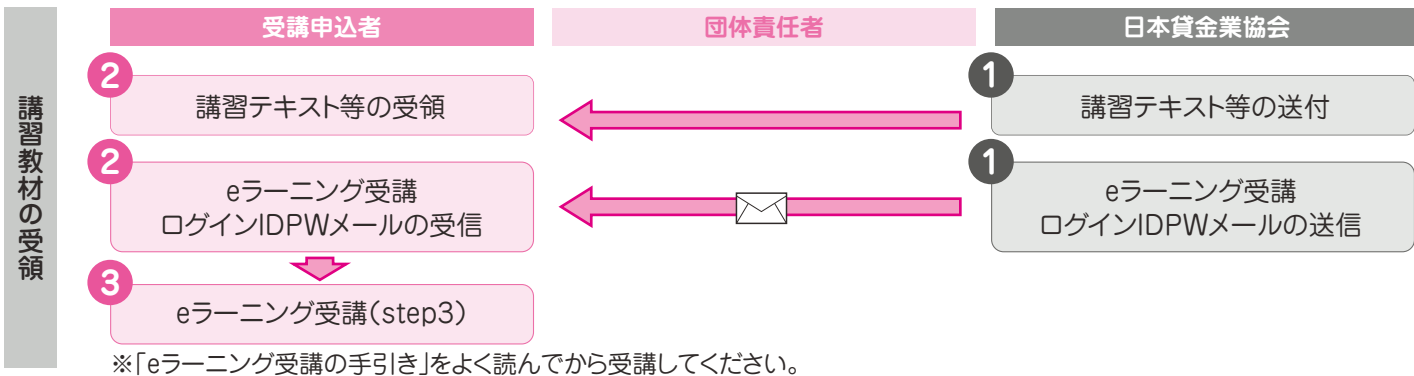 受講申込者
団体責任者
日本貸金業協会
講習教材の受領
2
講習テキスト等の受領
1
講習テキスト等の送付
2
eラーニング受講
ログインIDPWメールの受信
1
eラーニング受講
ログインIDPWメールの送信
3
eラーニング受講(step3)
※「eラーニング受講の手引き」をよく読んでから受講してください。